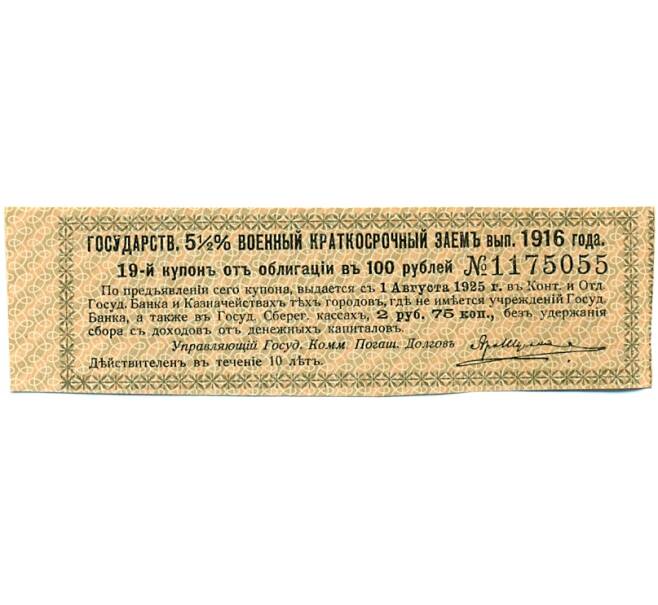 ГОСУДАРСТВ. 5½% ВОЕННЫЙ КРАТКОСРОЧНЫЙ ЗАЕМЪ вып. 1916 года.
19-й купонъ отъ облигаціи въ 100 рублей №1175055
По предъявленіи сего купона, выдается съ 1 Августа 1925 г. въ Конт. и Отл
Госуд. Банка и Казначействахъ тѣхъ городовъ, гдѣ не имѣется учрежденій Госуд.
Банка, а также въ Госуд. Сберег. кассахъ, 2 руб. 75 коп., безъ удержанія
сбора съ доходовъ отъ денежныхъ капиталовъ.
Управляющій Госуд. Комм. Погаш. Долговъ
Дѣйствителенъ въ теченіе 10 лѣтъ.